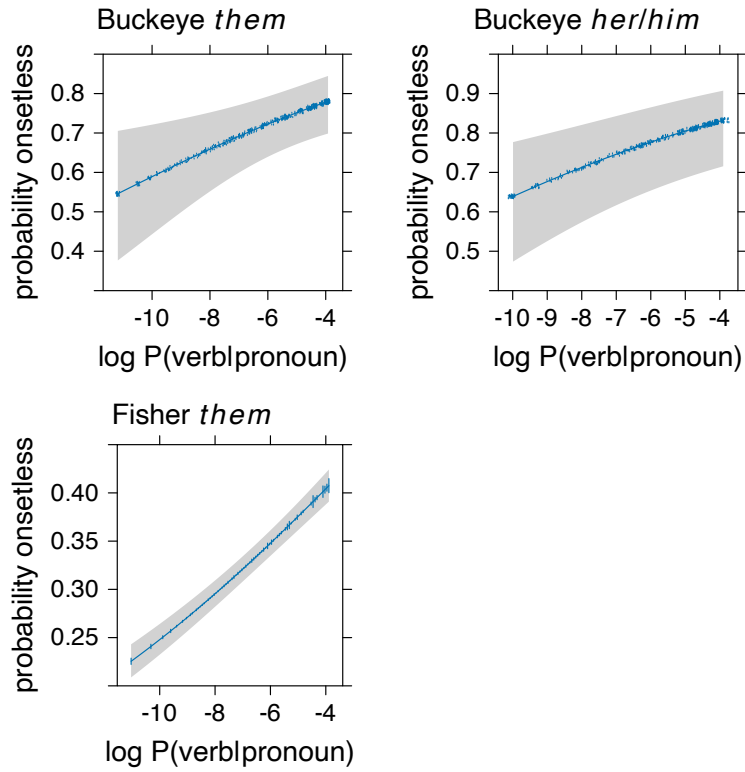 Buckeye them
probability onsetless
0.8
0.7
0.6
0.5
0.4
-10 -8 -6 -4
log P(verb|pronoun)
Buckeye her/him
probability onsetless
0.9
0.8
0.7
0.6
0.5
-10 -9 -8 -7 -6 -5 -4
log P(verb|pronoun)
Fisher them
probability onsetless
0.40
0.35
0.30
0.25
-10 -8 -6 -4
log P(verb|pronoun)